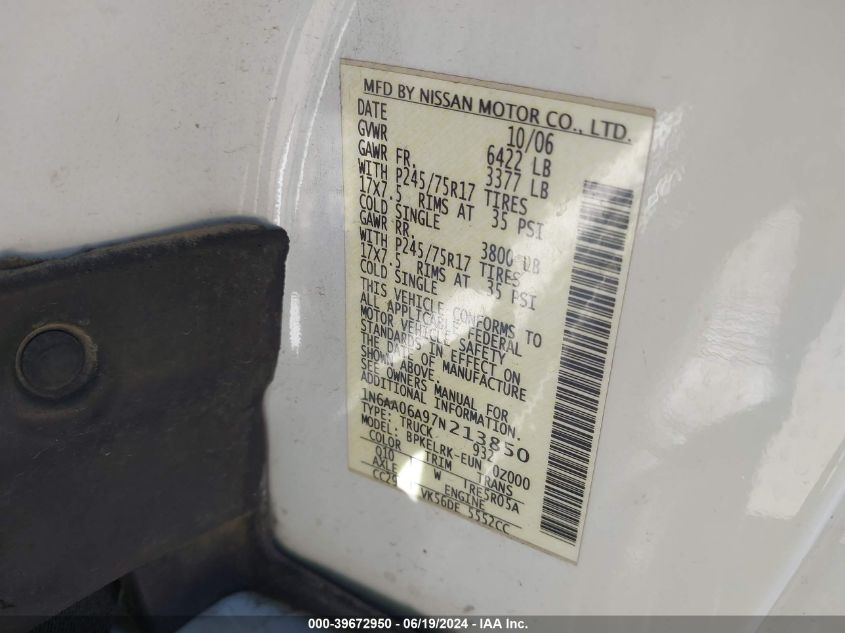 MFD BY NISSAN MOTOR CO., LTD.
DATE 10/06
GVWR 6422 LB
GAWR FR. 3377 LB
WITH P245/75R17 TIRES
17X7.5 RIMS AT 35 PSI
COLD SINGLE
GAWR RR. 3800 LB
WITH P245/75R17 TIRES
17X7.5 RIMS AT 35 PSI
COLD SINGLE
THIS VEHICLE CONFORMS TO
ALL APPLICABLE FEDERAL
MOTOR VEHICLE SAFETY
STANDARDS IN EFFECT ON
THE DATE OF MANUFACTURE
SHOWN ABOVE.
SEE OWNERS MANUAL FOR
ADDITIONAL INFORMATION.
1N6AA06A97N213850
TYPE: TRUCK 932
MODEL: BPKELRK-EUN 0Z000
COLOR TRIM TRANS
Q10 W TRE5R05A
AXLE ENGINE
VK56DE 5552CC
000-39672950 - 06/19/2024 - IAA Inc.